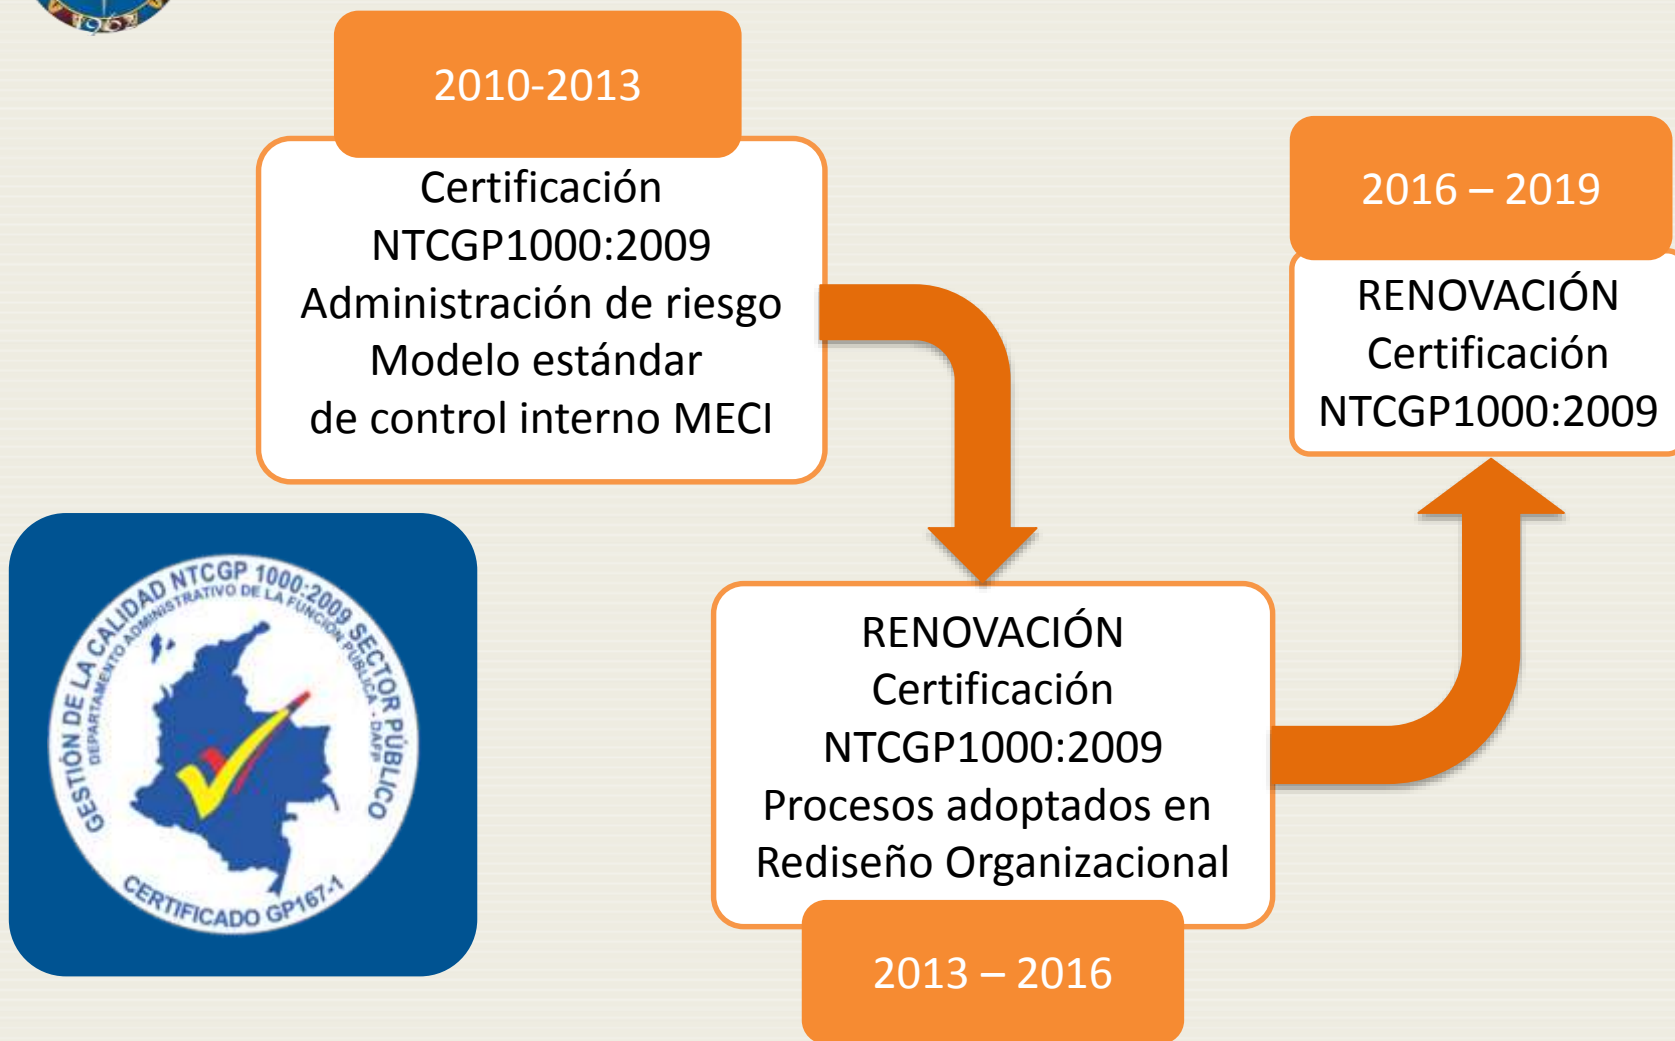 1962
2010-2013
Certificación
NTCGP1000:2009
Administración de riesgo
Modelo estándar
de control interno MECI
2016 – 2019
RENOVACIÓN
Certificación
NTCGP1000:2009
GESTIÓN DE LA CALIDAD NTCGP 1000:2009 SECTOR PÚBLICO
DEPARTAMENTO ADMINISTRATIVO DE LA FUNCIÓN PÚBLICA - DAFP
CERTIFICADO GP167-1
RENOVACIÓN
Certificación
NTCGP1000:2009
Procesos adoptados en
Rediseño Organizacional
2013 – 2016